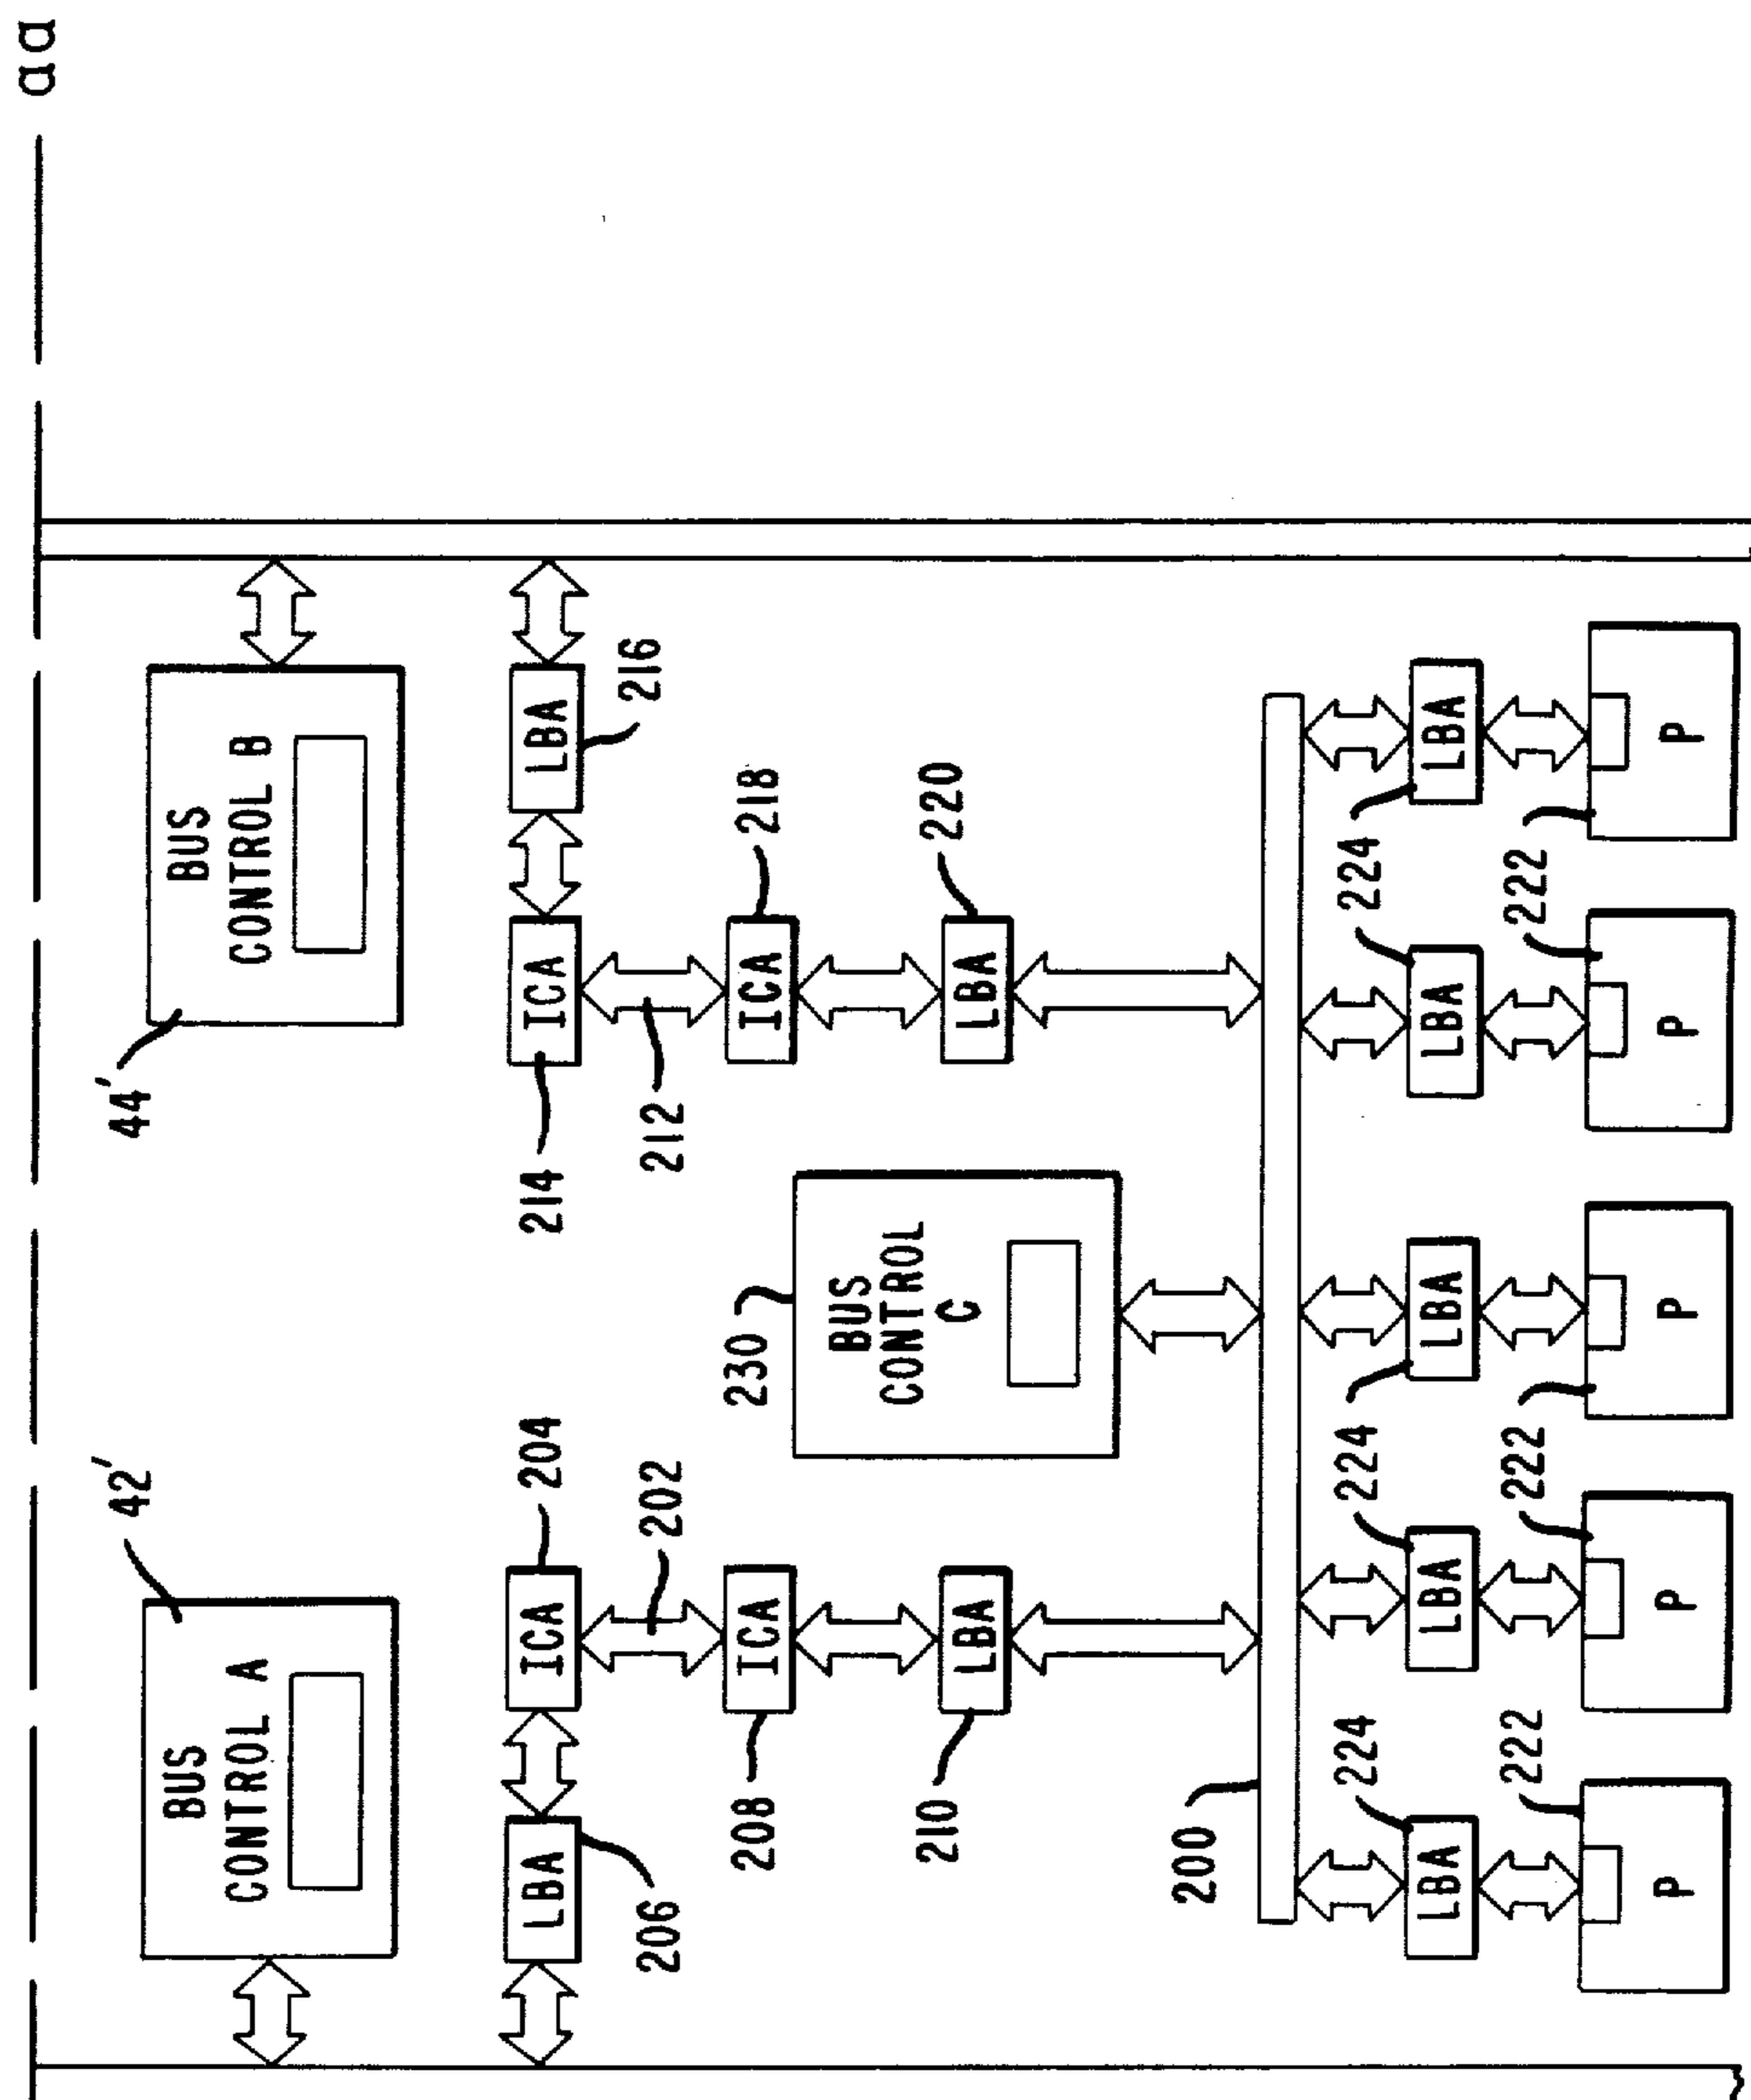 aa
42'
44'
BUS
CONTROL A
BUS
CONTROL B
206
LBA
ICA
204
214
ICA
LBA
216
202
212
208
ICA
230
BUS
CONTROL
C
ICA
218
210
LBA
LBA
220
200
224
LBA
224
LBA
224
LBA
224
LBA
LBA
222
P
222
P
222
P
222
P
P